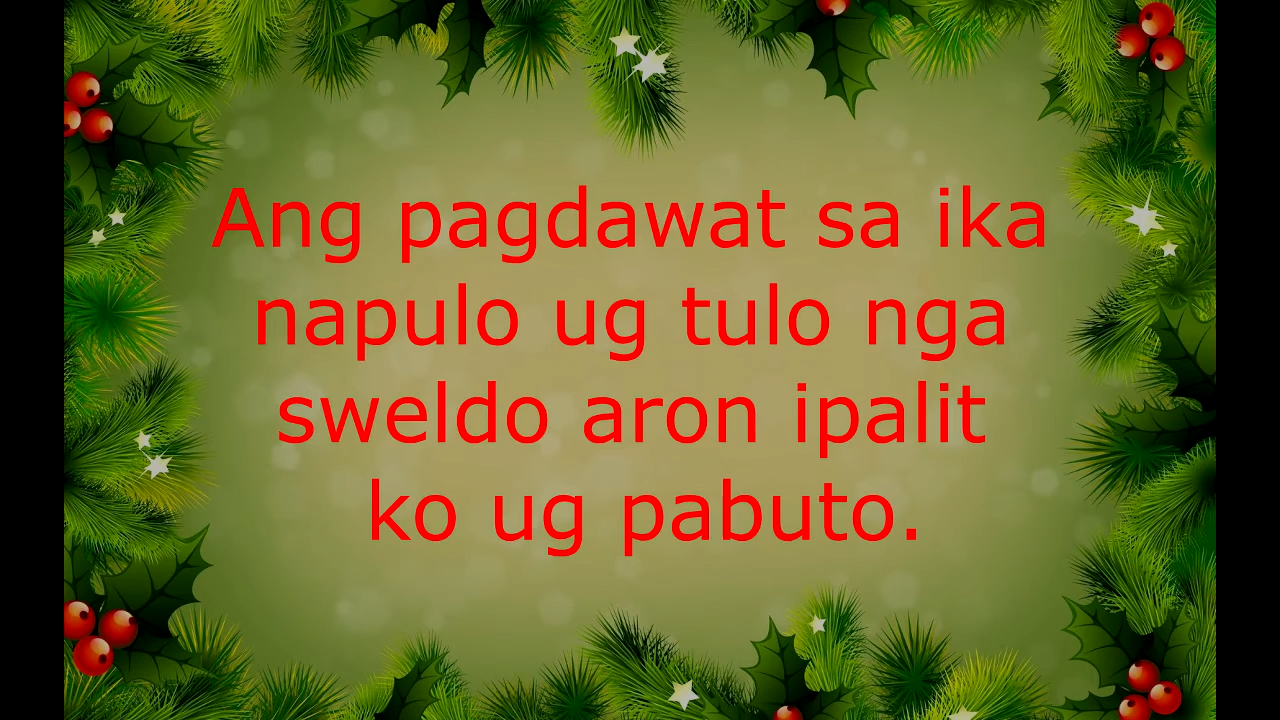 Ang pagdawat sa ika
napulo ug tulo nga
sweldo aron ipalit
ko ug pabuto.